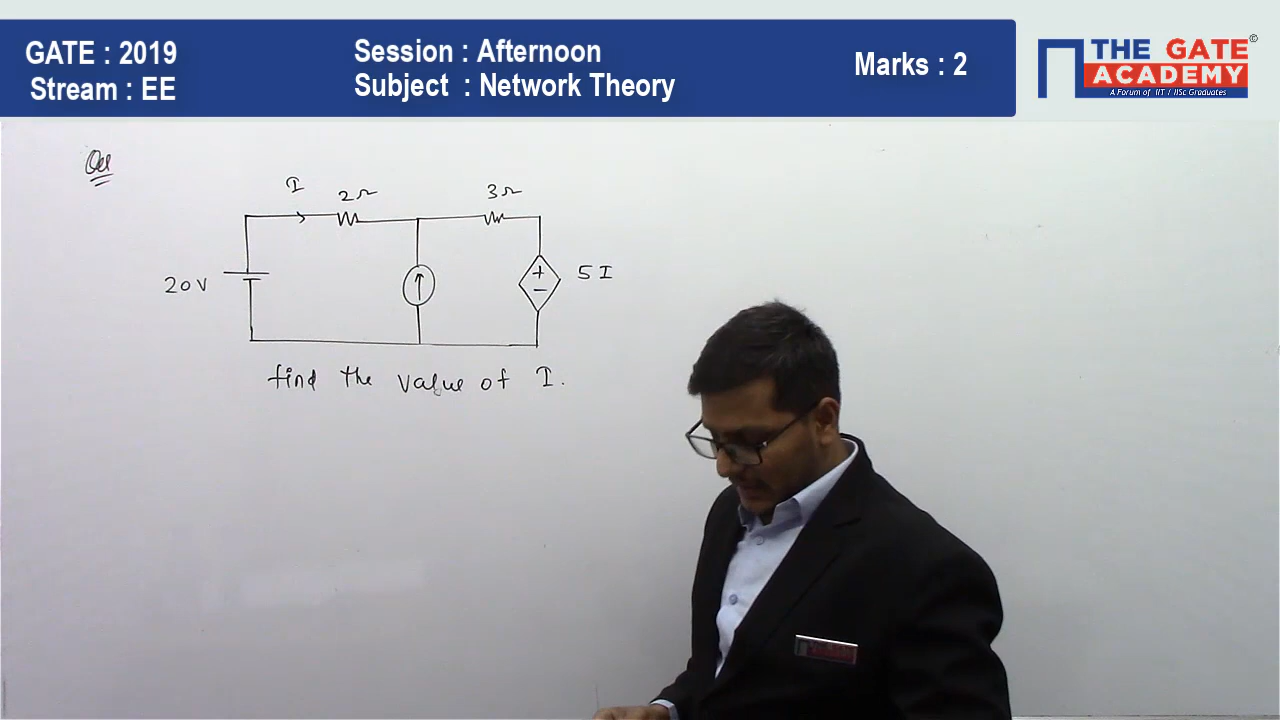 GATE : 2019
Stream : EE
Session : Afternoon
Subject : Network Theory
Marks : 2
THE GATE
ACADEMY
©
A Forum of IIT / IISc Graduates
Que
I
2Ω
3Ω
20V
+
−
5I
find the value of I.